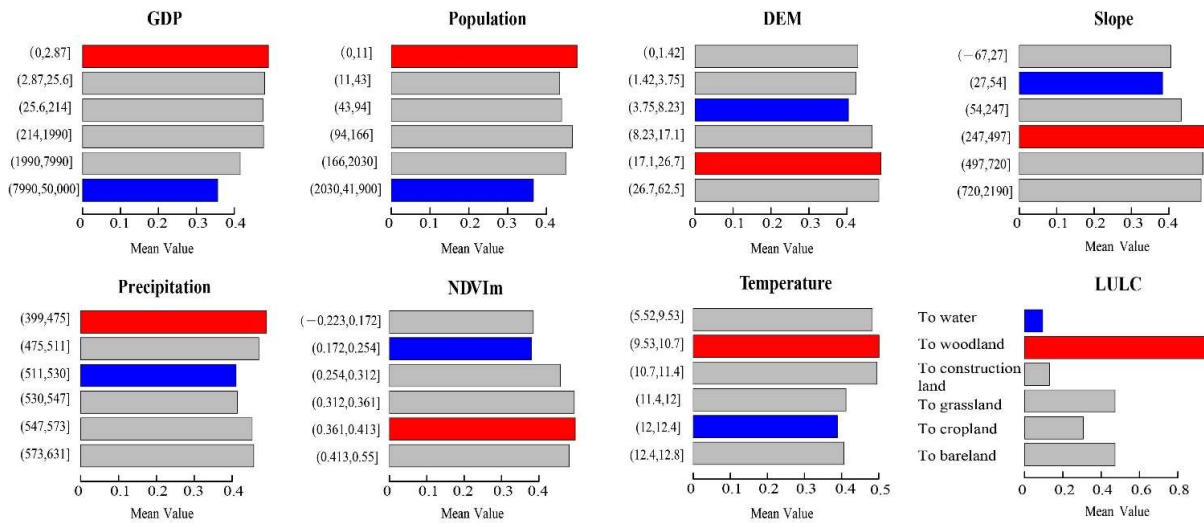 GDP
(0,2.87]
(2.87,25.6]
(25.6,214]
(214,1990]
(1990,7990]
(7990,50,000]
0 0.1 0.2 0.3 0.4
Mean Value
Population
(0,11]
(11,43]
(43,94]
(94,166]
(166,2030]
(2030,41,900]
0 0.1 0.2 0.3 0.4
Mean Value
DEM
(0,1.42]
(1.42,3.75]
(3.75,8.23]
(8.23,17.1]
(17.1,26.7]
(26.7,62.5]
0 0.1 0.2 0.3 0.4
Mean Value
Slope
(-67,27]
(27,54]
(54,247]
(247,497]
(497,720]
(720,2190]
0 0.1 0.2 0.3 0.4
Mean Value
Precipitation
(399,475]
(475,511]
(511,530]
(530,547]
(547,573]
(573,631]
0 0.1 0.2 0.3 0.4
Mean Value
NDVIm
(-0.223,0.172]
(0.172,0.254]
(0.254,0.312]
(0.312,0.361]
(0.361,0.413]
(0.413,0.55]
0 0.1 0.2 0.3 0.4
Mean Value
Temperature
(5.52,9.53]
(9.53,10.7]
(10.7,11.4]
(11.4,12]
(12,12.4]
(12.4,12.8]
0 0.1 0.2 0.3 0.4 0.5
Mean Value
LULC
To water
To woodland
To construction
land
To grassland
To cropland
To bareland
0 0.2 0.4 0.6 0.8
Mean Value